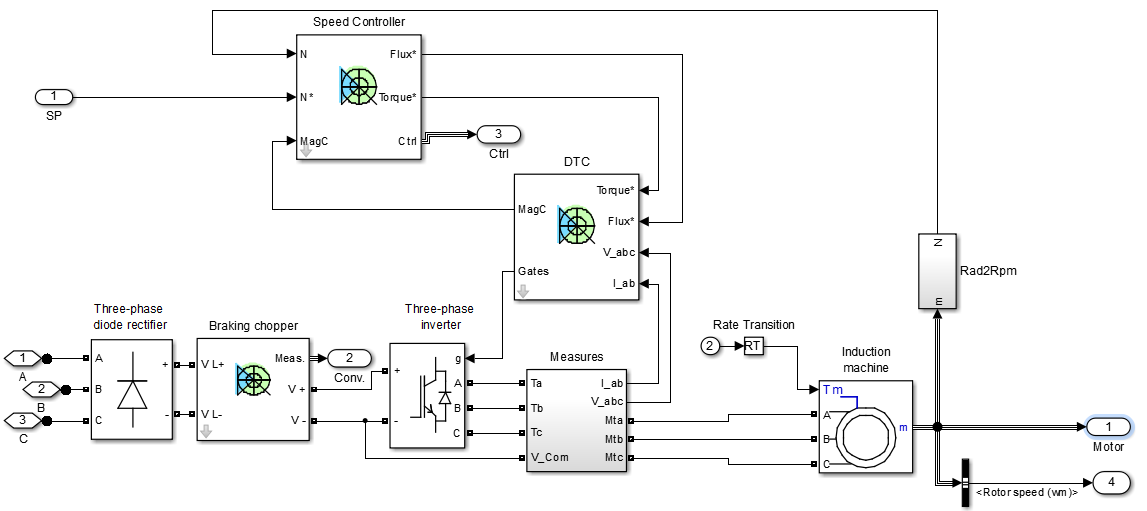 Speed Controller
N
Flux*
1
SP
N*
Torque*
MagC
Ctrl
3
Ctrl
DTC
Torque*
MagC
Flux*
V_abc
Gates
I_ab
N
Rad2Rpm
m
Three-phase
diode rectifier
Braking chopper
Three-phase
inverter
Measures
Rate Transition
2
RT
Induction
machine
1
A
A
+
V L+
Meas.
2
Conv.
+
g
2
B
B
V +
A
Ta
I_ab
V_abc
Tm
3
C
C
-
V L-
V -
-
B
Tb
Mta
A
C
Tc
Mtb
B
m
1
Motor
V_Com
Mtc
C
<Rotor speed (wm)>
4